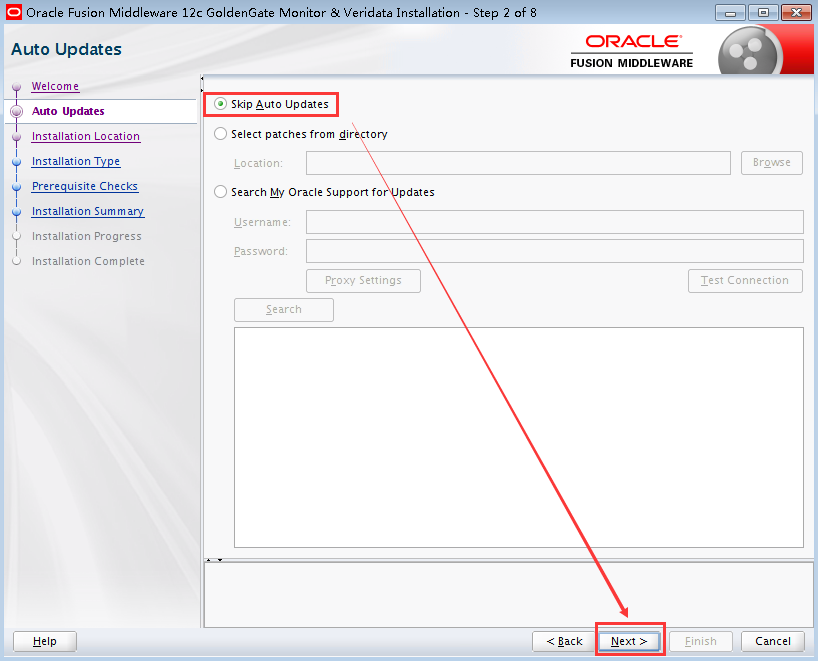 Oracle Fusion Middleware 12c GoldenGate Monitor & Veridata Installation - Step 2 of 8
Auto Updates
ORACLE
FUSION MIDDLEWARE
Welcome
Auto Updates
Installation Location
Installation Type
Prerequisite Checks
Installation Summary
Installation Progress
Installation Complete
Skip Auto Updates
Select patches from directory
Location:
Browse
Search My Oracle Support for Updates
Username:
Password:
Proxy Settings
Test Connection
Search
Help
< Back
Next >
Finish
Cancel